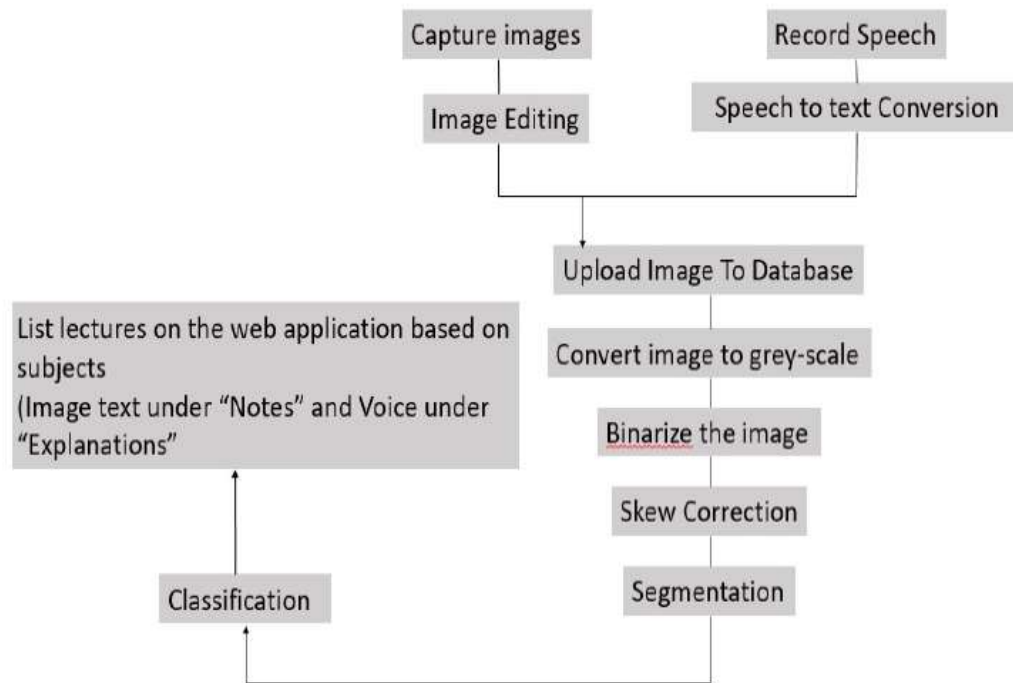 Capture images
Record Speech
Image Editing
Speech to text Conversion
Upload Image To Database
Convert image to grey-scale
Binarize the image
Skew Correction
Segmentation
Classification
List lectures on the web application based on
subjects
(Image text under “Notes” and Voice under
“Explanations”